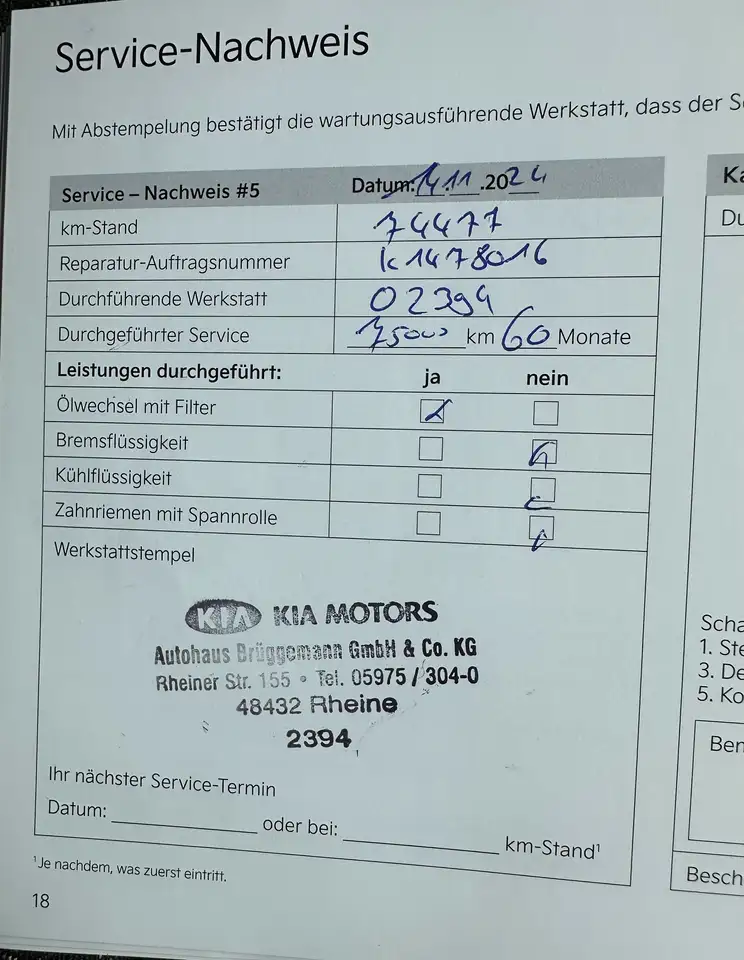 Service-Nachweis
Mit Abstempelung bestätigt die wartungsausführende Werkstatt, dass der S
Service – Nachweis #5 Datum: 14.11.2024
km-Stand 74477
Reparatur-Auftragsnummer K1478016
Durchführende Werkstatt 02394
Durchgeführter Service 75000 km 60 Monate
Leistungen durchgeführt: ja nein
Ölwechsel mit Filter
Bremsflüssigkeit
Kühlflüssigkeit
Zahnriemen mit Spannrolle
Werkstattstempel
KIA KIA MOTORS
Autohaus Brüggemann GmbH & Co. KG
Rheiner Str. 155 • Tel. 05975 / 304-0
48432 Rheine
2394
Ihr nächster Service-Termin
Datum: oder bei: km-Stand¹
¹Je nachdem, was zuerst eintritt.
18
Ka
Du
Scha
1. Ste
3. De
5. Ko
Ben
Besch